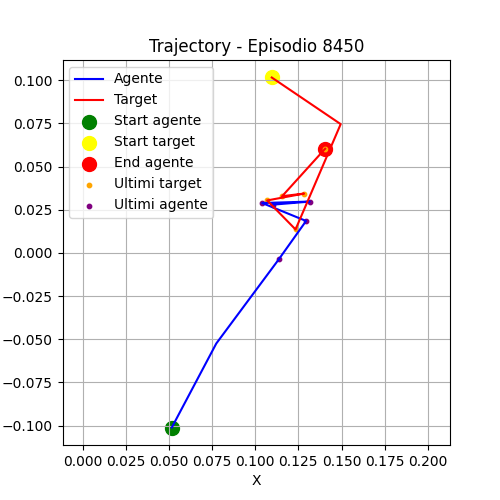 Trajectory - Episodio 8450
Agente
Target
Start agente
Start target
End agente
Ultimi target
Ultimi agente
0.100
0.075
0.050
0.025
0.000
−0.025
−0.050
−0.075
−0.100
0.000 0.025 0.050 0.075 0.100 0.125 0.150 0.175 0.200
X